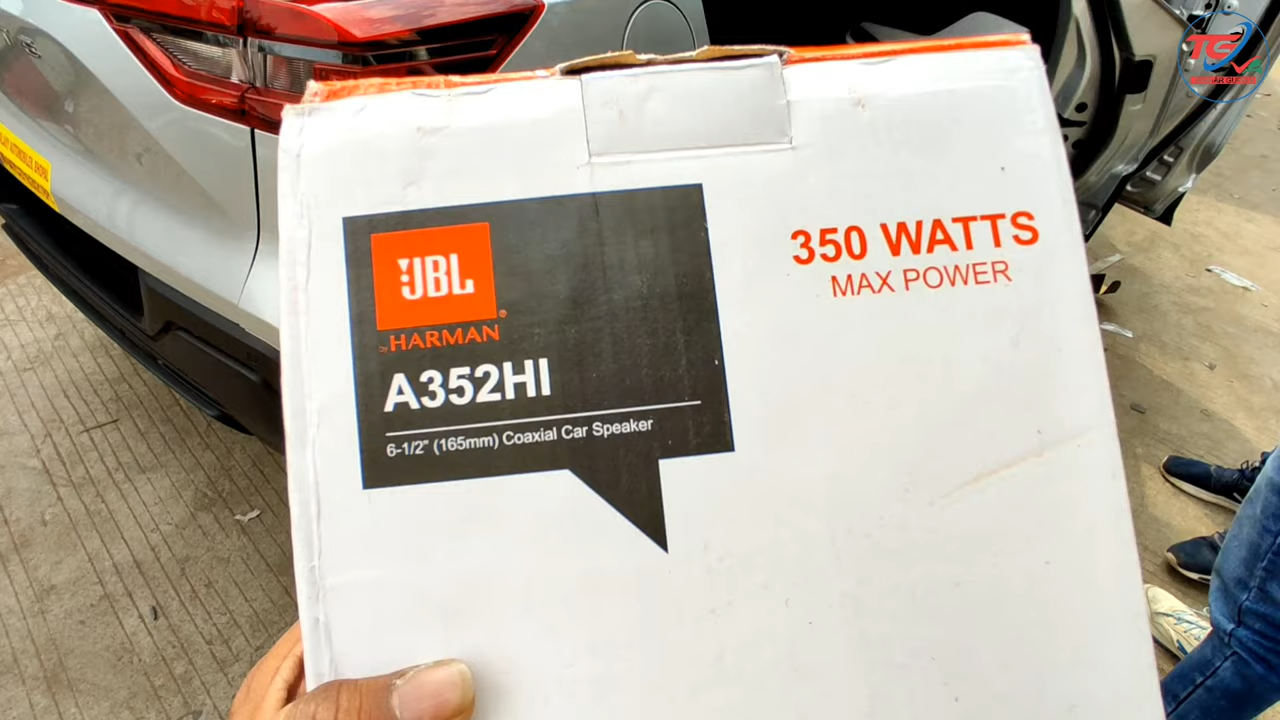 JBL
by HARMAN
A352HI
6-1/2" (165mm) Coaxial Car Speaker
350 WATTS
MAX POWER